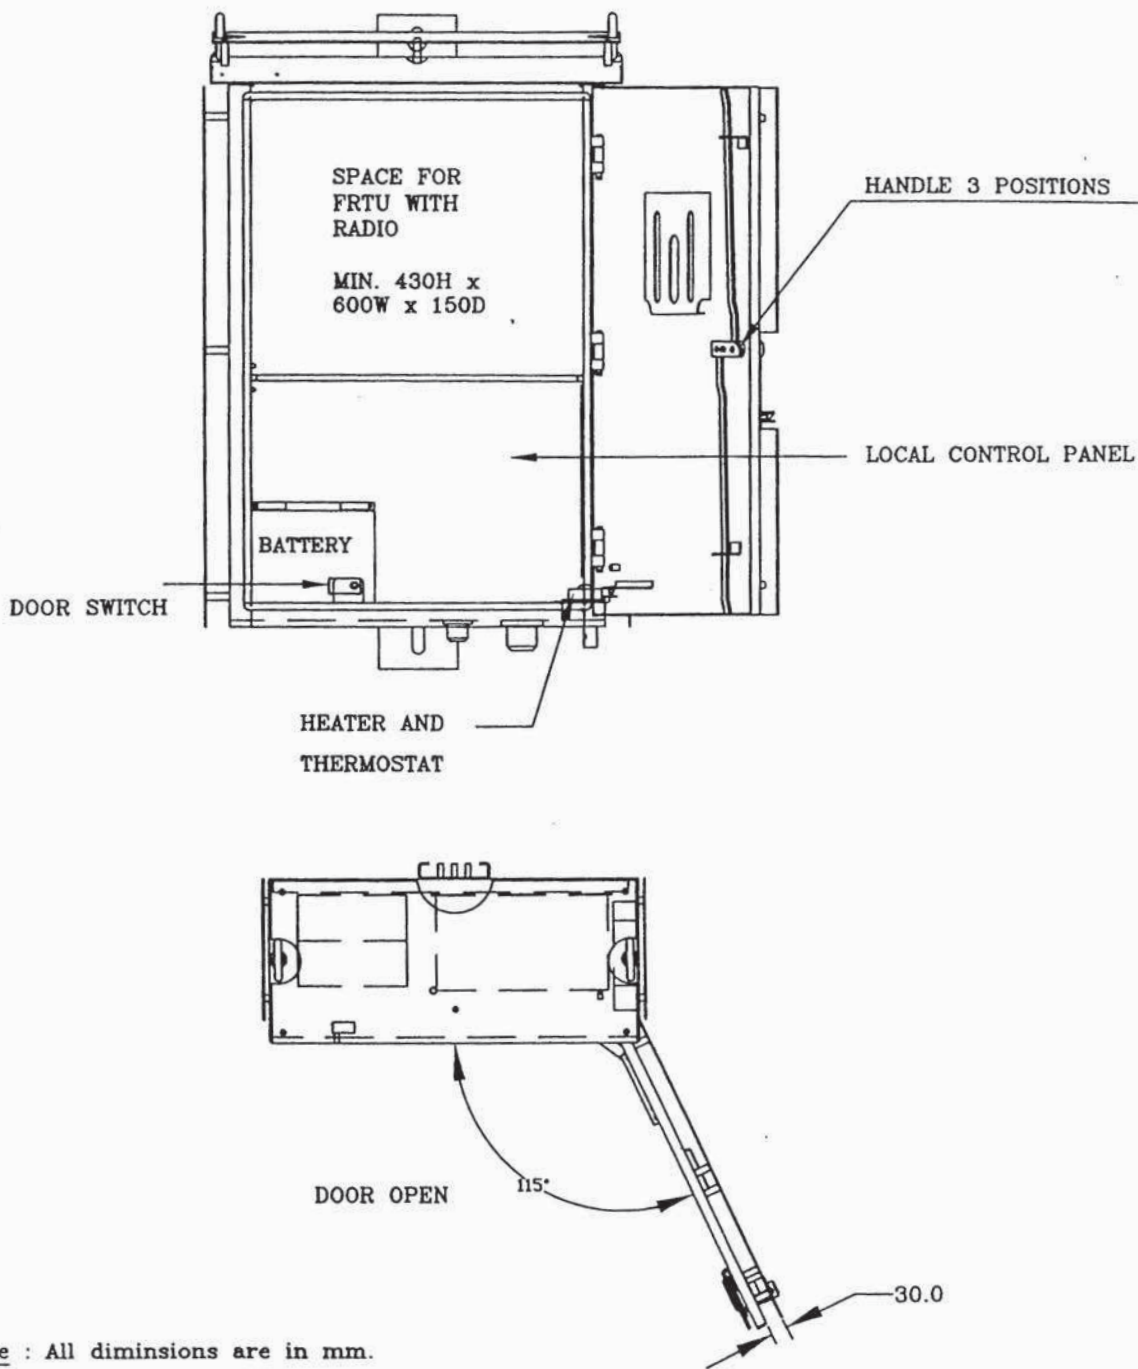 SPACE FOR
FRTU WITH
RADIO
MIN. 430H x
600W x 150D
HANDLE 3 POSITIONS
LOCAL CONTROL PANEL
BATTERY
DOOR SWITCH
HEATER AND
THERMOSTAT
DOOR OPEN
115°
30.0
e : All diminsions are in mm.